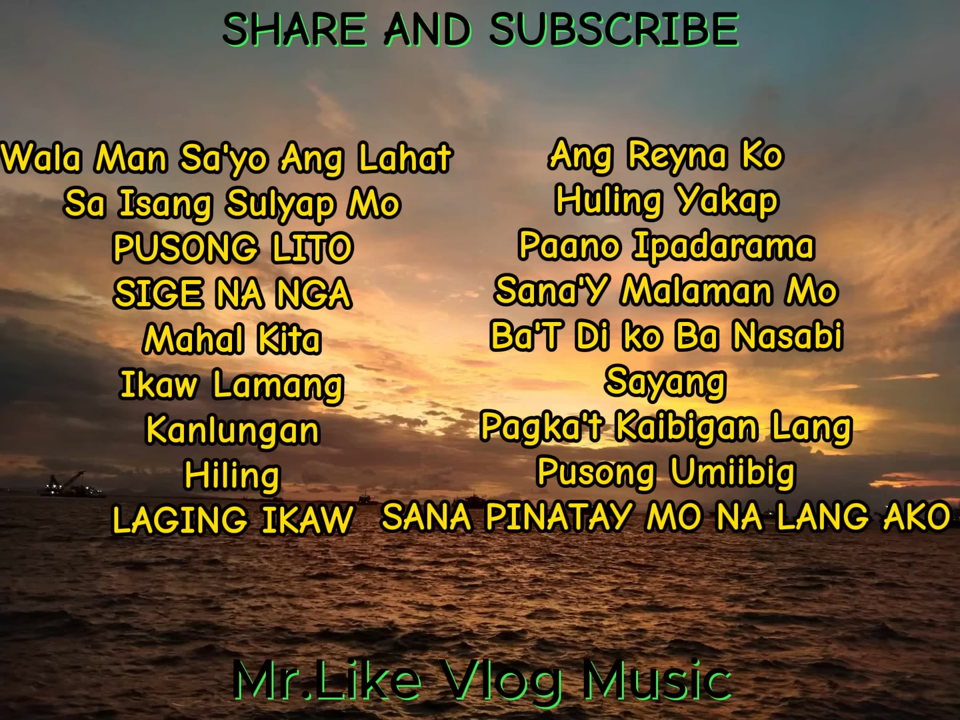 SHARE AND SUBSCRIBE
Wala Man Sa'yo Ang Lahat
Sa Isang Sulyap Mo
PUSONG LITO
SIGE NA NGA
Mahal Kita
Ikaw Lamang
Kanlungan
Hiling
LAGING IKAW
Ang Reyna Ko
Huling Yakap
Paano Ipadarama
Sana'Y Malaman Mo
Ba'T Di ko Ba Nasabi
Sayang
Pagka't Kaibigan Lang
Pusong Umiibig
SANA PINATAY MO NA LANG AKO
Mr.Like Vlog Music